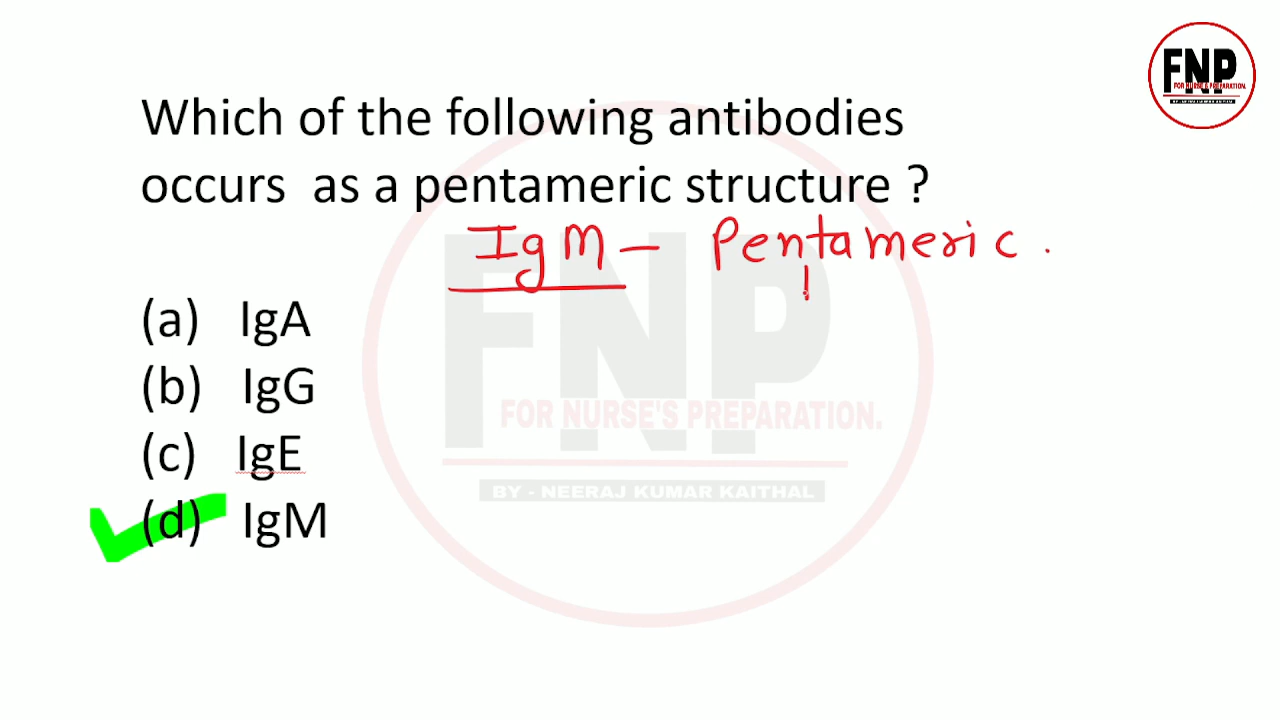 FNP
FOR NURSE'S PREPARATION.
Which of the following antibodies
occurs as a pentameric structure ?
IgM – Pentameric .
(a) IgA
(b) IgG
(c) IgE
(d) IgM
FNP
FOR NURSE'S PREPARATION.
BY - NEERAJ KUMAR KAITHAL